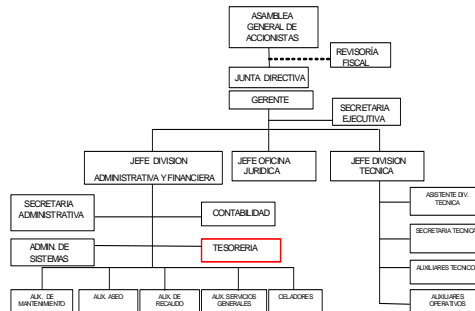 ASAMBLEA
GENERAL DE
ACCIONISTAS
REVISORÍA
FISCAL
JUNTA DIRECTIVA
GERENTE
SECRETARIA
EJECUTIVA
JEFE DIVISION
ADMINISTRATIVA Y FINANCIERA
JEFE OFICINA
JURIDICA
JEFE DIVISION
TECNICA
SECRETARIA
ADMINISTRATIVA
CONTABILIDAD
ADMIN. DE
SISTEMAS
TESORERIA
ASISTENTE DIV.
TECNICA
SECRETARIA TECNICA
AUXILIARES TECNICO
AUXILIARES
OPERATIVOS
AUX. DE
MANTENIMIENTO
AUX. ASEO
AUX. DE
RECAUDO
AUX. SERVICIOS
GENERALES
CELADORES